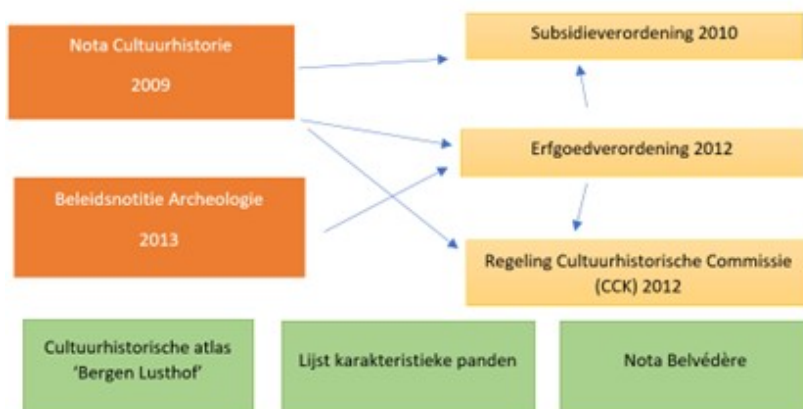 Nota Cultuurhistorie
2009
Subsidieverordening 2010
Erfgoedverordening 2012
Beleidsnotitie Archeologie
2013
Regeling Cultuurhistorische Commissie
(CCK) 2012
Cultuurhistorische atlas
‘Bergen Lusthof’
Lijst karakteristieke panden
Nota Belvédère